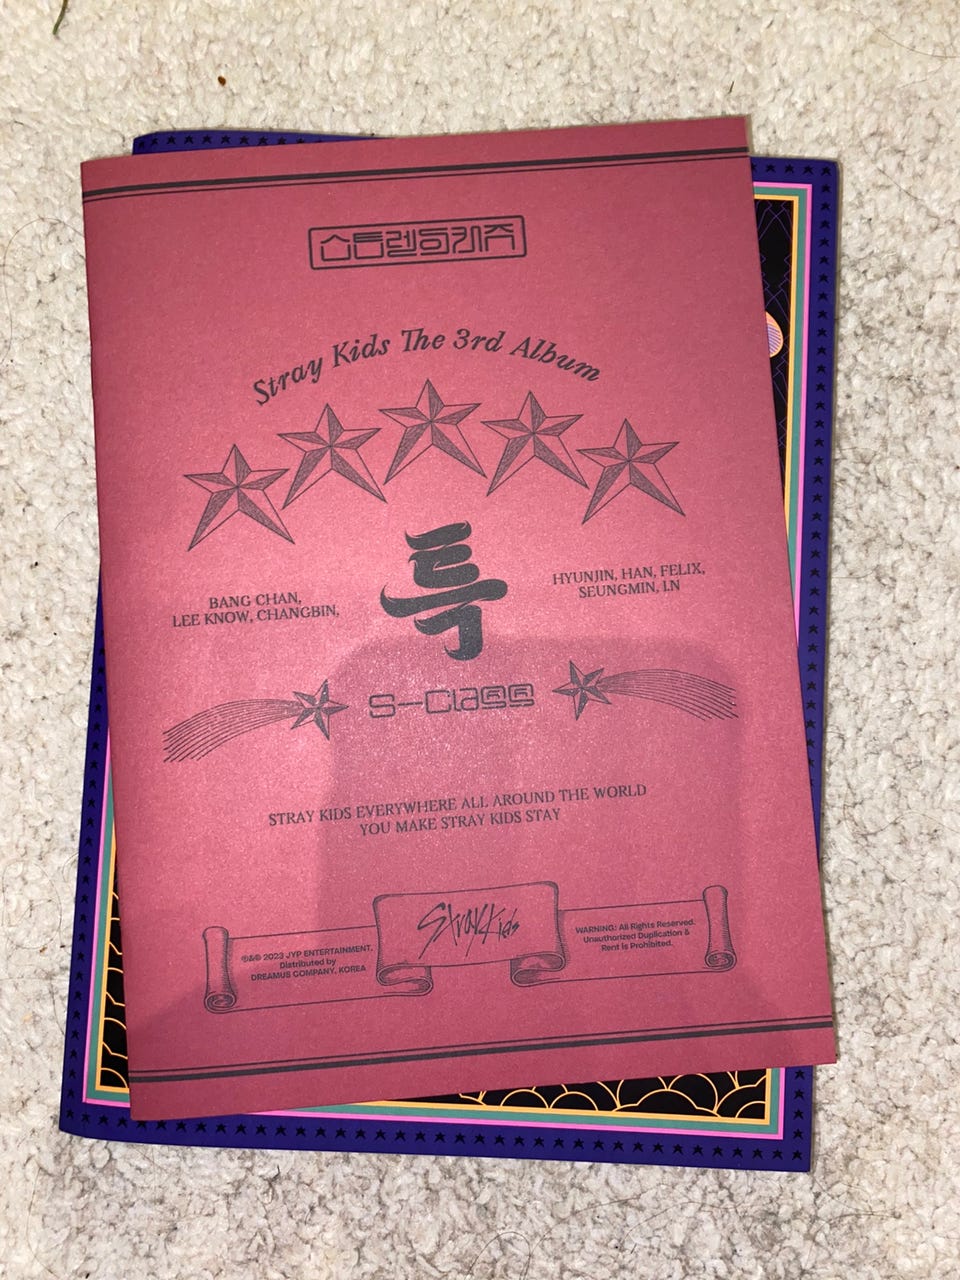 스트레이키즈
Stray Kids The 3rd Album
특
BANG CHAN,
LEE KNOW, CHANGBIN,
HYUNJIN, HAN, FELIX,
SEUNGMIN, I.N
S-Class
STRAY KIDS EVERYWHERE ALL AROUND THE WORLD
YOU MAKE STRAY KIDS STAY
StrayKids
℗&© 2023 JYP ENTERTAINMENT.
Distributed by
DREAMUS COMPANY, KOREA
WARNING: All Rights Reserved.
Unauthorized Duplication &
Rent is Prohibited.